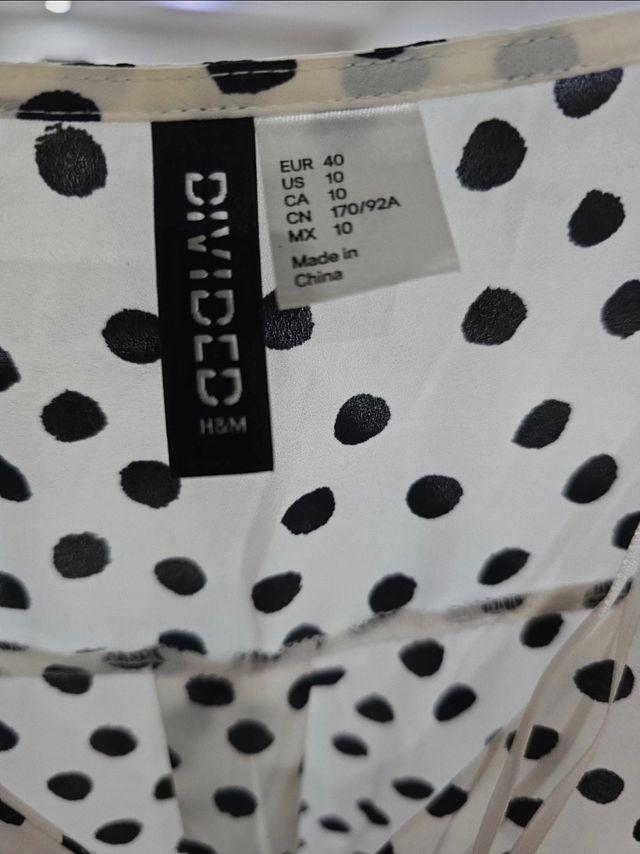 DIVIDED
H&M
EUR 40
US 10
CA 10
CN 170/92A
MX 10
Made in
China